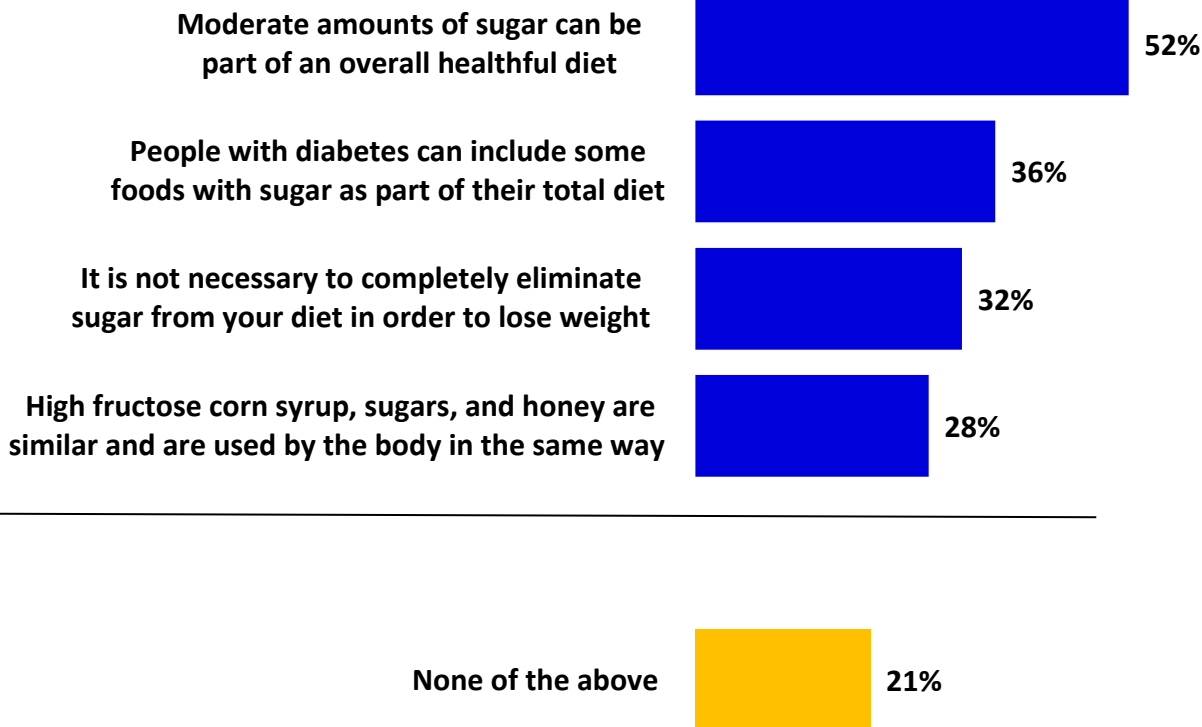 Moderate amounts of sugar can be
part of an overall healthful diet
52%
People with diabetes can include some
foods with sugar as part of their total diet
36%
It is not necessary to completely eliminate
sugar from your diet in order to lose weight
32%
High fructose corn syrup, sugars, and honey are
similar and are used by the body in the same way
28%
None of the above
21%